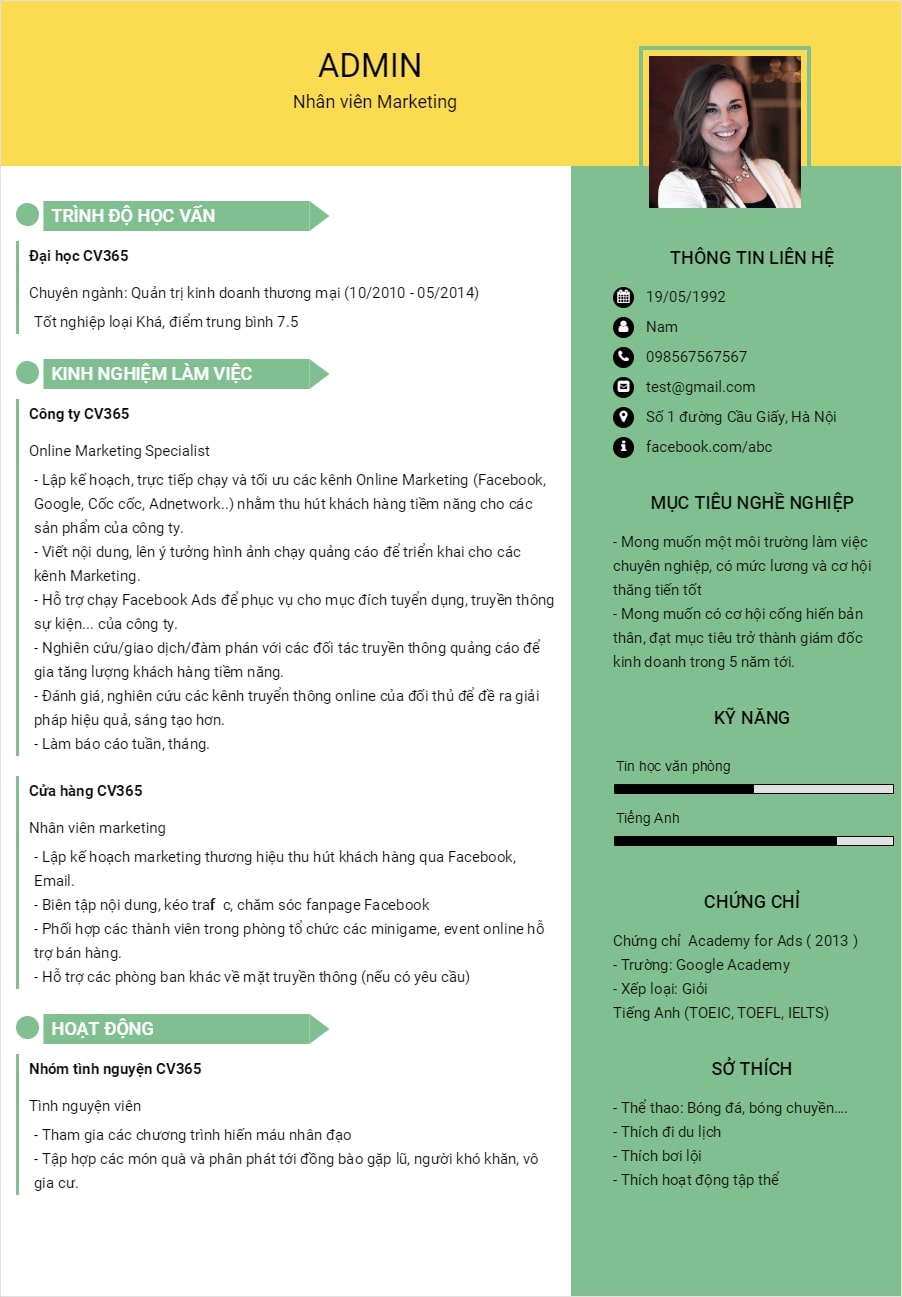 ADMIN
Nhân viên Marketing
TRÌNH ĐỘ HỌC VẤN
Đại học CV365
Chuyên ngành: Quản trị kinh doanh thương mại (10/2010 - 05/2014)
Tốt nghiệp loại Khá, điểm trung bình 7.5
KINH NGHIỆM LÀM VIỆC
Công ty CV365
Online Marketing Specialist
- Lập kế hoạch, trực tiếp chạy và tối ưu các kênh Online Marketing (Facebook,
Google, Cốc cốc, Adnetwork..) nhằm thu hút khách hàng tiềm năng cho các
sản phẩm của công ty.
- Viết nội dung, lên ý tưởng hình ảnh chạy quảng cáo để triển khai cho các
kênh Marketing.
- Hỗ trợ chạy Facebook Ads để phục vụ cho mục đích tuyển dụng, truyền thông
sự kiện... của công ty.
- Nghiên cứu/giao dịch/đàm phán với các đối tác truyền thông quảng cáo để
gia tăng lượng khách hàng tiềm năng.
- Đánh giá, nghiên cứu các kênh truyển thông online của đối thủ để đề ra giải
pháp hiệu quả, sáng tạo hơn.
- Làm báo cáo tuần, tháng.
Cửa hàng CV365
Nhân viên marketing
- Lập kế hoạch marketing thương hiệu thu hút khách hàng qua Facebook,
Email.
- Biên tập nội dung, kéo traf c, chăm sóc fanpage Facebook
- Phối hợp các thành viên trong phòng tổ chức các minigame, event online hỗ
trợ bán hàng.
- Hỗ trợ các phòng ban khác về mặt truyền thông (nếu có yêu cầu)
HOẠT ĐỘNG
Nhóm tình nguyện CV365
Tình nguyện viên
- Tham gia các chương trình hiến máu nhân đạo
- Tập hợp các món quà và phân phát tới đồng bào gặp lũ, người khó khăn, vô
gia cư.
THÔNG TIN LIÊN HỆ
19/05/1992
Nam
098567567567
test@gmail.com
Số 1 đường Cầu Giấy, Hà Nội
facebook.com/abc
MỤC TIÊU NGHỀ NGHIỆP
- Mong muốn một môi trường làm việc
chuyên nghiệp, có mức lương và cơ hội
thăng tiến tốt
- Mong muốn có cơ hội cống hiến bản
thân, đạt mục tiêu trở thành giám đốc
kinh doanh trong 5 năm tới.
KỸ NĂNG
Tin học văn phòng
Tiếng Anh
CHỨNG CHỈ
Chứng chỉ Academy for Ads ( 2013 )
- Trường: Google Academy
- Xếp loại: Giỏi
Tiếng Anh (TOEIC, TOEFL, IELTS)
SỞ THÍCH
- Thể thao: Bóng đá, bóng chuyền....
- Thích đi du lịch
- Thích bơi lội
- Thích hoạt động tập thể